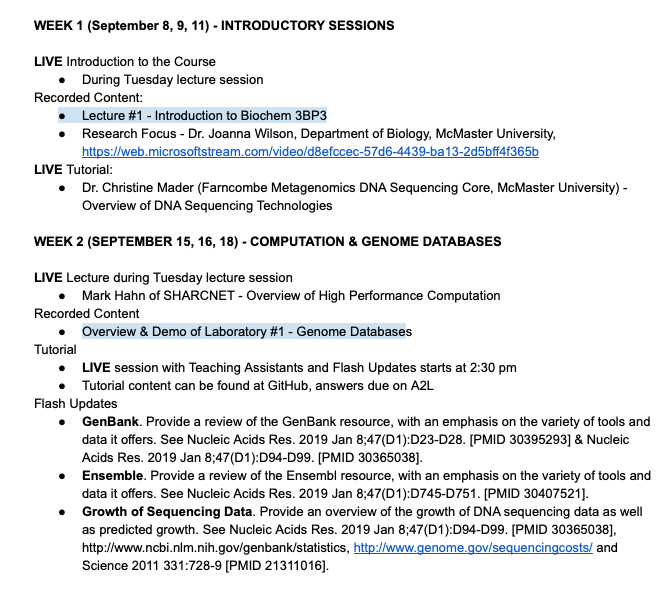 WEEK 1 (September 8, 9, 11) - INTRODUCTORY SESSIONS
LIVE Introduction to the Course
● During Tuesday lecture session
Recorded Content:
● Lecture #1 - Introduction to Biochem 3BP3
● Research Focus - Dr. Joanna Wilson, Department of Biology, McMaster University,
https://web.microsoftstream.com/video/d8efccec-57d6-4439-ba13-2d5bff4f365b
LIVE Tutorial:
● Dr. Christine Mader (Farncombe Metagenomics DNA Sequencing Core, McMaster University) -
Overview of DNA Sequencing Technologies
WEEK 2 (SEPTEMBER 15, 16, 18) - COMPUTATION & GENOME DATABASES
LIVE Lecture during Tuesday lecture session
● Mark Hahn of SHARCNET - Overview of High Performance Computation
Recorded Content
● Overview & Demo of Laboratory #1 - Genome Databases
Tutorial
● LIVE session with Teaching Assistants and Flash Updates starts at 2:30 pm
● Tutorial content can be found at GitHub, answers due on A2L
Flash Updates
● GenBank. Provide a review of the GenBank resource, with an emphasis on the variety of tools and
data it offers. See Nucleic Acids Res. 2019 Jan 8;47(D1):D23-D28. [PMID 30395293] & Nucleic
Acids Res. 2019 Jan 8;47(D1):D94-D99. [PMID 30365038].
● Ensemble. Provide a review of the Ensembl resource, with an emphasis on the variety of tools and
data it offers. See Nucleic Acids Res. 2019 Jan 8;47(D1):D745-D751. [PMID 30407521].
● Growth of Sequencing Data. Provide an overview of the growth of DNA sequencing data as well
as predicted growth. See Nucleic Acids Res. 2019 Jan 8;47(D1):D94-D99. [PMID 30365038],
http://www.ncbi.nlm.nih.gov/genbank/statistics, http://www.genome.gov/sequencingcosts/ and
Science 2011 331:728-9 [PMID 21311016].